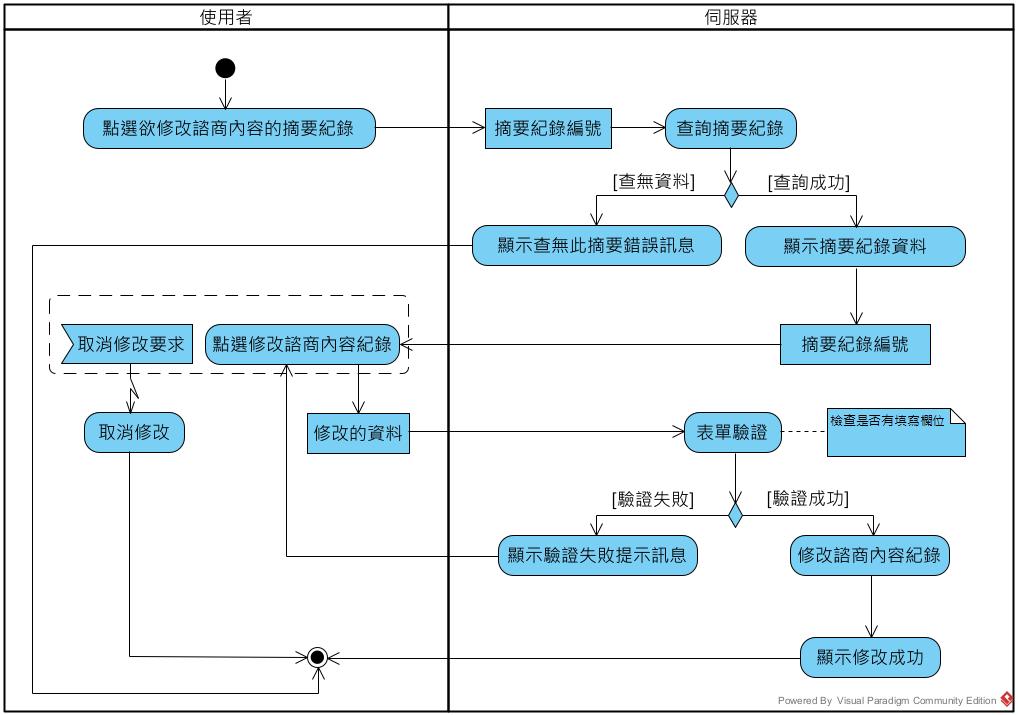 使用者
伺服器
點選欲修改諮商內容的摘要紀錄
摘要紀錄編號
查詢摘要紀錄
[查無資料]
[查詢成功]
顯示查無此摘要錯誤訊息
顯示摘要紀錄資料
取消修改要求
點選修改諮商內容紀錄
摘要紀錄編號
取消修改
修改的資料
表單驗證
檢查是否有填寫欄位
[驗證失敗]
[驗證成功]
顯示驗證失敗提示訊息
修改諮商內容紀錄
顯示修改成功
Powered By Visual Paradigm Community Edition